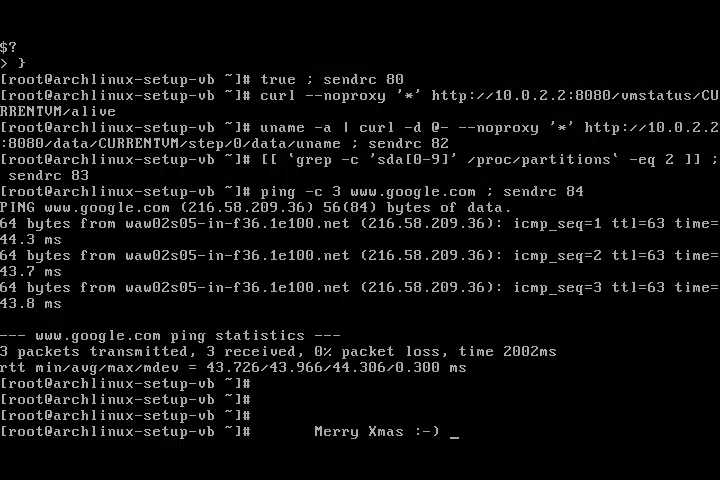 $?
> }
[root@archlinux-setup-vb ~]# true ; sendrc 80
[root@archlinux-setup-vb ~]# curl --noproxy '*' http://10.0.2.2:8080/vmstatus/CU
RRENTVM/alive
[root@archlinux-setup-vb ~]# uname -a | curl -d @- --noproxy '*' http://10.0.2.2
:8080/data/CURRENTVM/step/0/data/uname ; sendrc 82
[root@archlinux-setup-vb ~]# [[ `grep -c 'sda[0-9]' /proc/partitions` -eq 2 ]] ;
 sendrc 83
[root@archlinux-setup-vb ~]# ping -c 3 www.google.com ; sendrc 84
PING www.google.com (216.58.209.36) 56(84) bytes of data.
64 bytes from waw02s05-in-f36.1e100.net (216.58.209.36): icmp_seq=1 ttl=63 time=
44.3 ms
64 bytes from waw02s05-in-f36.1e100.net (216.58.209.36): icmp_seq=2 ttl=63 time=
43.7 ms
64 bytes from waw02s05-in-f36.1e100.net (216.58.209.36): icmp_seq=3 ttl=63 time=
43.8 ms
--- www.google.com ping statistics ---
3 packets transmitted, 3 received, 0% packet loss, time 2002ms
rtt min/avg/max/mdev = 43.726/43.966/44.306/0.300 ms
[root@archlinux-setup-vb ~]#
[root@archlinux-setup-vb ~]#
[root@archlinux-setup-vb ~]#
[root@archlinux-setup-vb ~]#       Merry Xmas :-) _